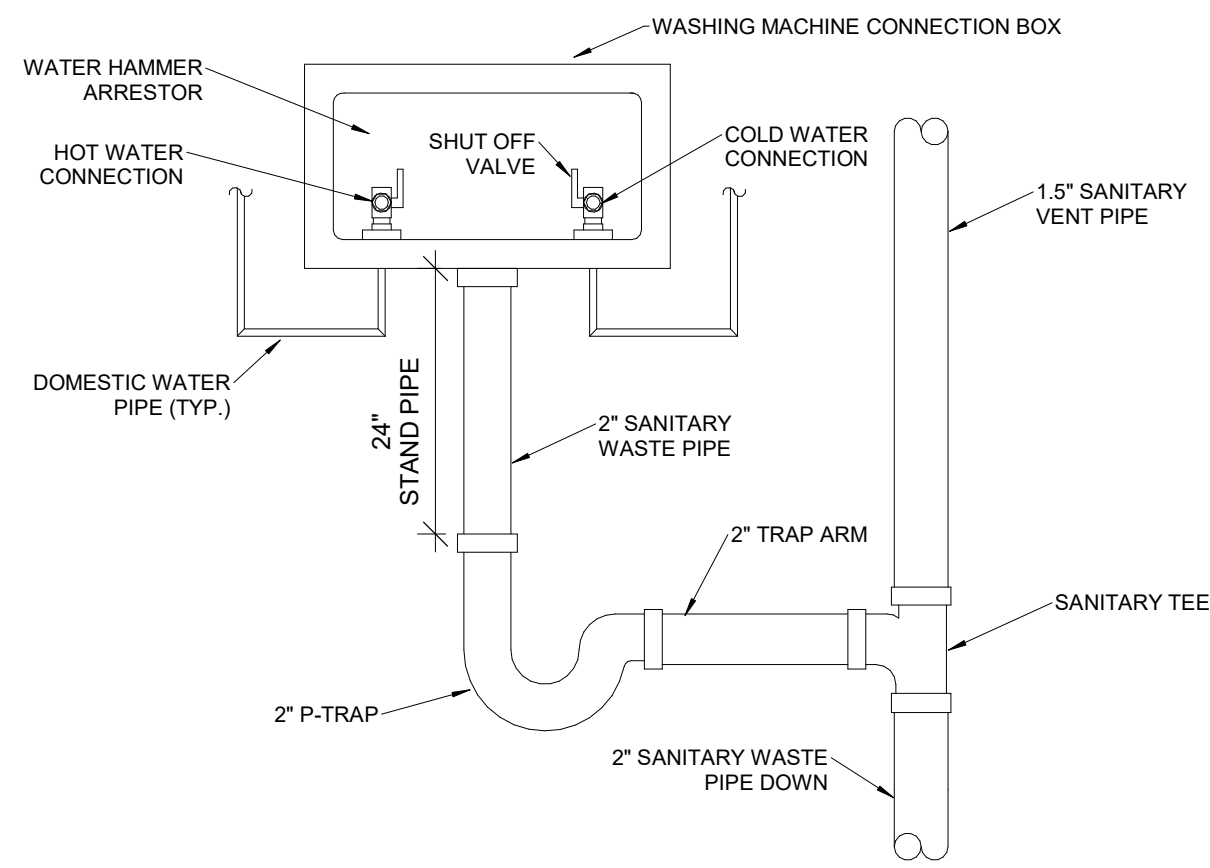 WASHING MACHINE CONNECTION BOX
WATER HAMMER
ARRESTOR
HOT WATER
CONNECTION
SHUT OFF
VALVE
COLD WATER
CONNECTION
1.5" SANITARY
VENT PIPE
DOMESTIC WATER
PIPE (TYP.)
24"
STAND PIPE
2" SANITARY
WASTE PIPE
2" TRAP ARM
SANITARY TEE
2" P-TRAP
2" SANITARY WASTE
PIPE DOWN